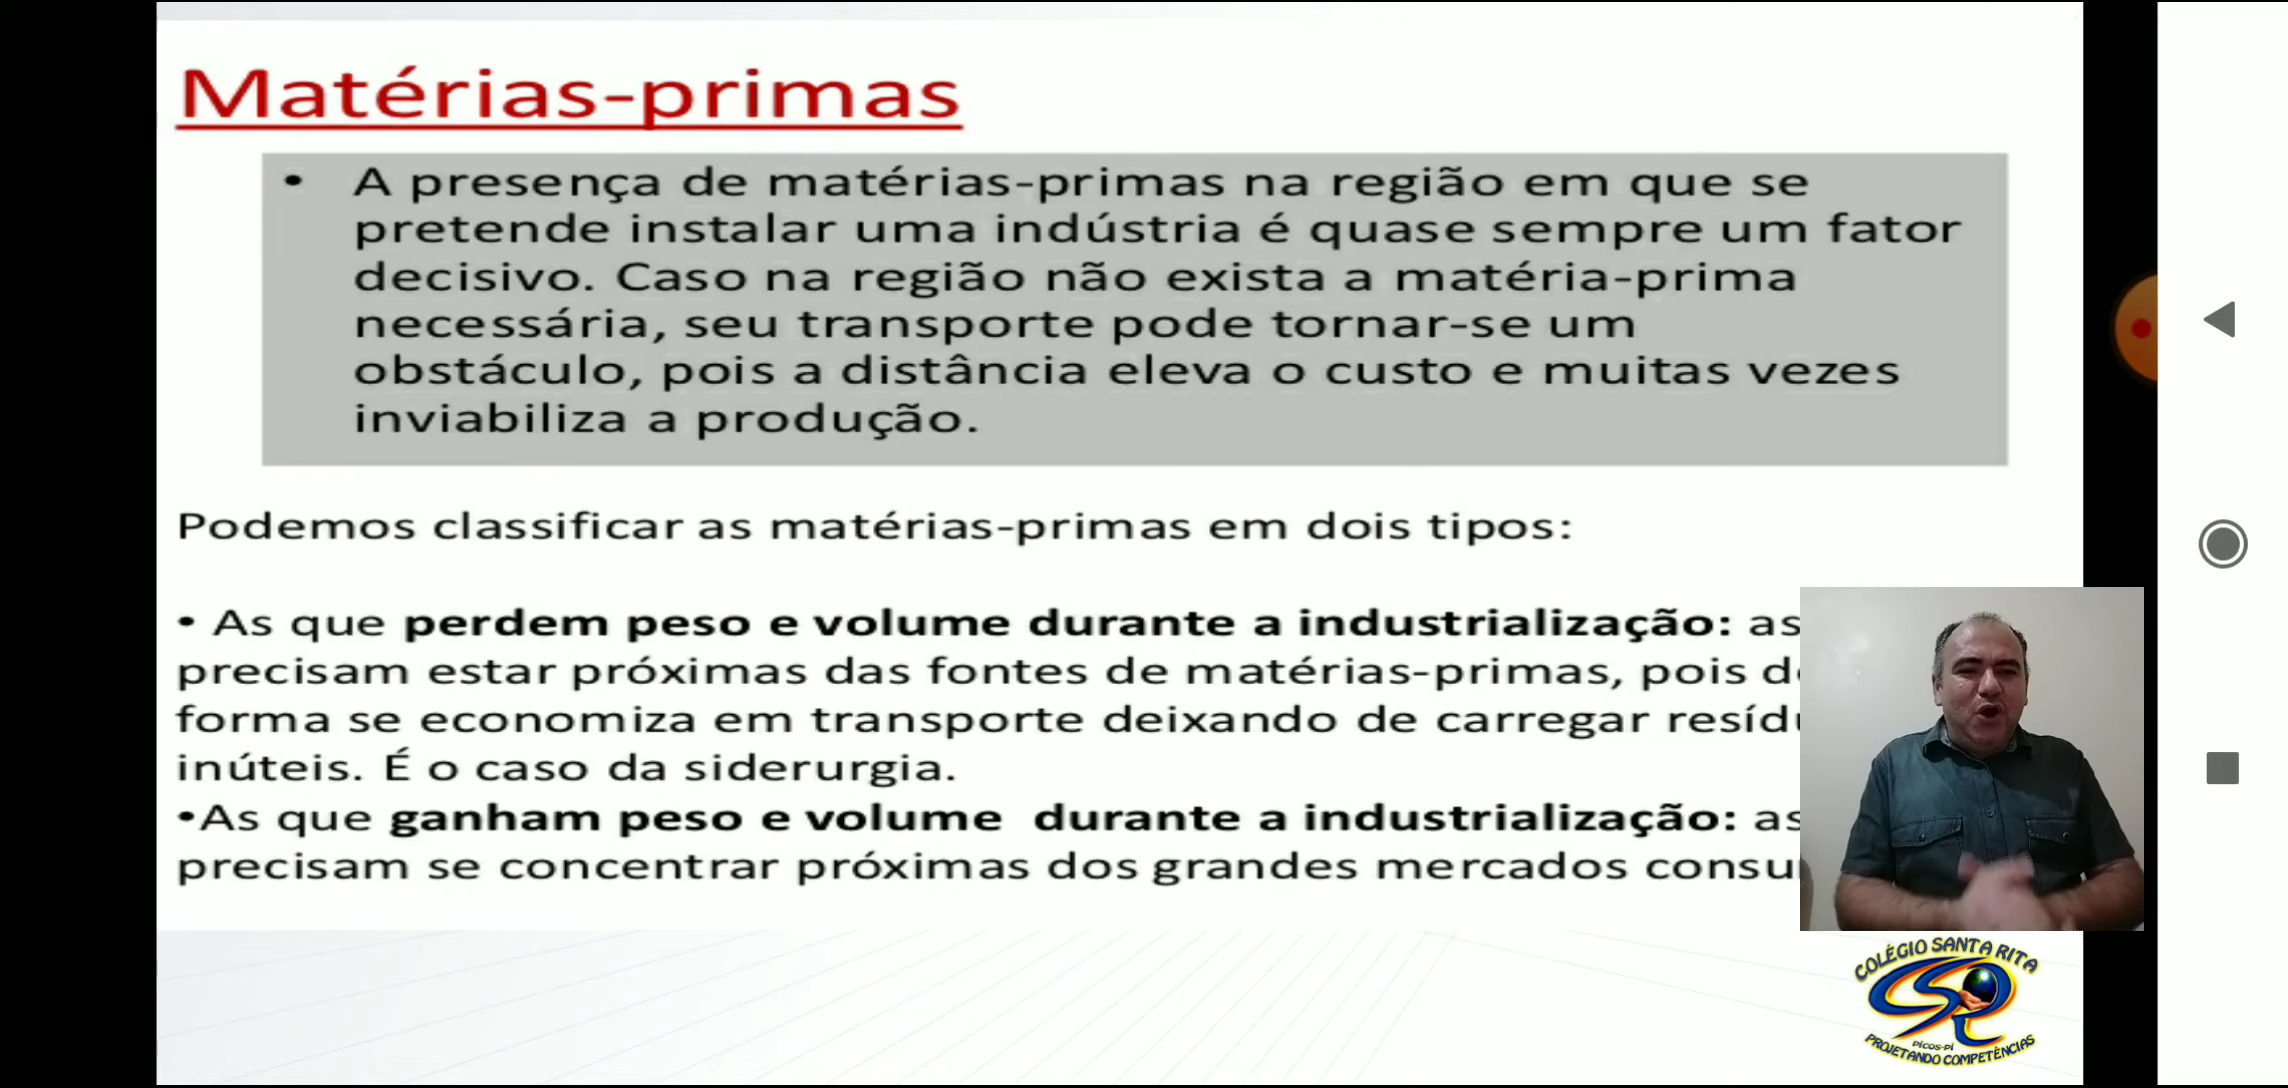 Matérias-primas
• A presença de matérias-primas na região em que se
pretende instalar uma indústria é quase sempre um fator
decisivo. Caso na região não exista a matéria-prima
necessária, seu transporte pode tornar-se um
obstáculo, pois a distância eleva o custo e muitas vezes
inviabiliza a produção.
Podemos classificar as matérias-primas em dois tipos:
• As que perdem peso e volume durante a industrialização: as
precisam estar próximas das fontes de matérias-primas, pois
forma se economiza em transporte deixando de carregar
inúteis. É o caso da siderurgia.
•As que ganham peso e volume durante a industrialização: as
precisam se concentrar próximas dos grandes mercados
COLÉGIO SANTA RITA
PICOS-PI
PROJETANDO COMPETÊNCIAS